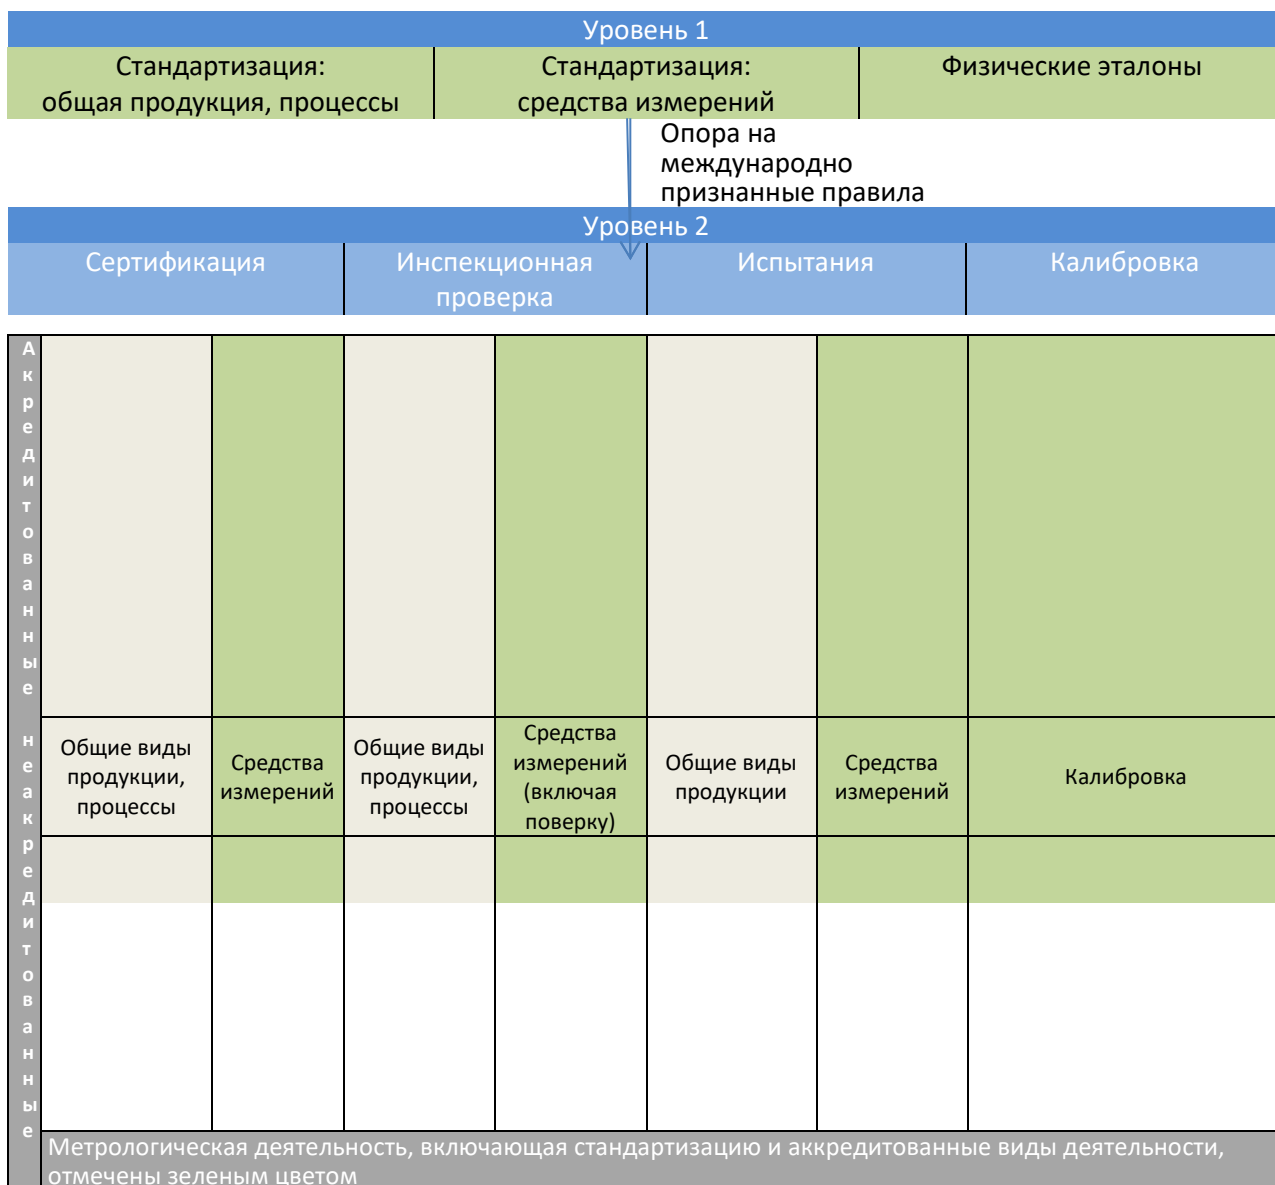 Уровень 1
Стандартизация:
общая продукция, процессы
Стандартизация:
средства измерений
Физические эталоны
Опора на
международно
признанные правила
Уровень 2
Сертификация
Инспекционная
проверка
Испытания
Калибровка
Акредитованные
неакредитованные
Общие виды
продукции,
процессы
Средства
измерений
Общие виды
продукции,
процессы
Средства
измерений
(включая
поверку)
Общие виды
продукции
Средства
измерений
Калибровка
Метрологическая деятельность, включающая стандартизацию и аккредитованные виды деятельности,
отмечены зеленым цветом